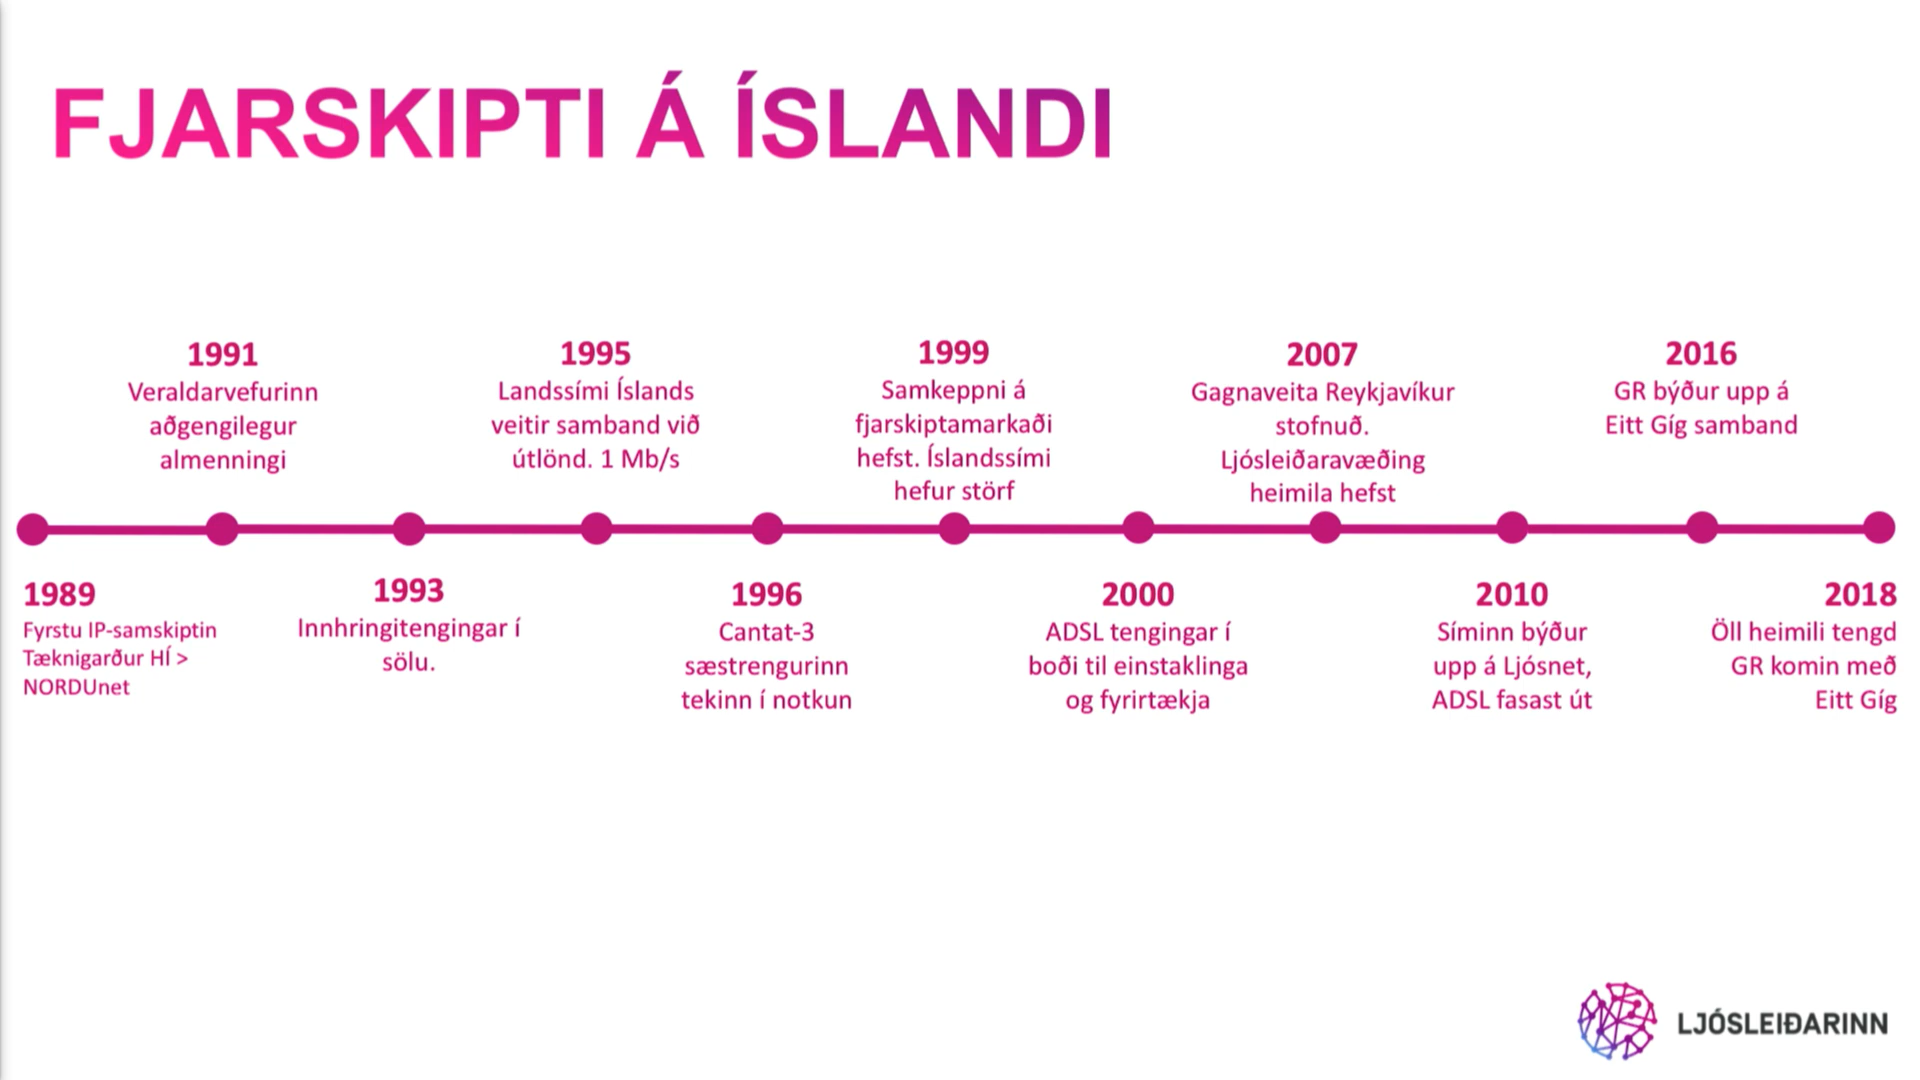 FJARSKIPTI Á ÍSLANDI
1991
Veraldarvefurinn
aðgengilegur
almenningi
1995
Landssími Íslands
veitir samband við
útlönd. 1 Mb/s
1999
Samkeppni á
fjarskiptamarkaði
hefst. Íslandssími
hefur störf
2007
Gagnaveita Reykjavíkur
stofnuð.
Ljósleiðaravæðing
heimila hefst
2016
GR býður upp á
Eitt Gíg samband
1989
Fyrstu IP-samskiptin
Tæknigarður HÍ >
NORDUnet
1993
Innhringitengingar í
sölu.
1996
Cantat-3
sæstrengurinn
tekinn í notkun
2000
ADSL tengingar í
boði til einstaklinga
og fyrirtækja
2010
Síminn býður
upp á Ljósnet,
ADSL fasast út
2018
Öll heimili tengd
GR komin með
Eitt Gíg
LJÓSLEIÐARINN